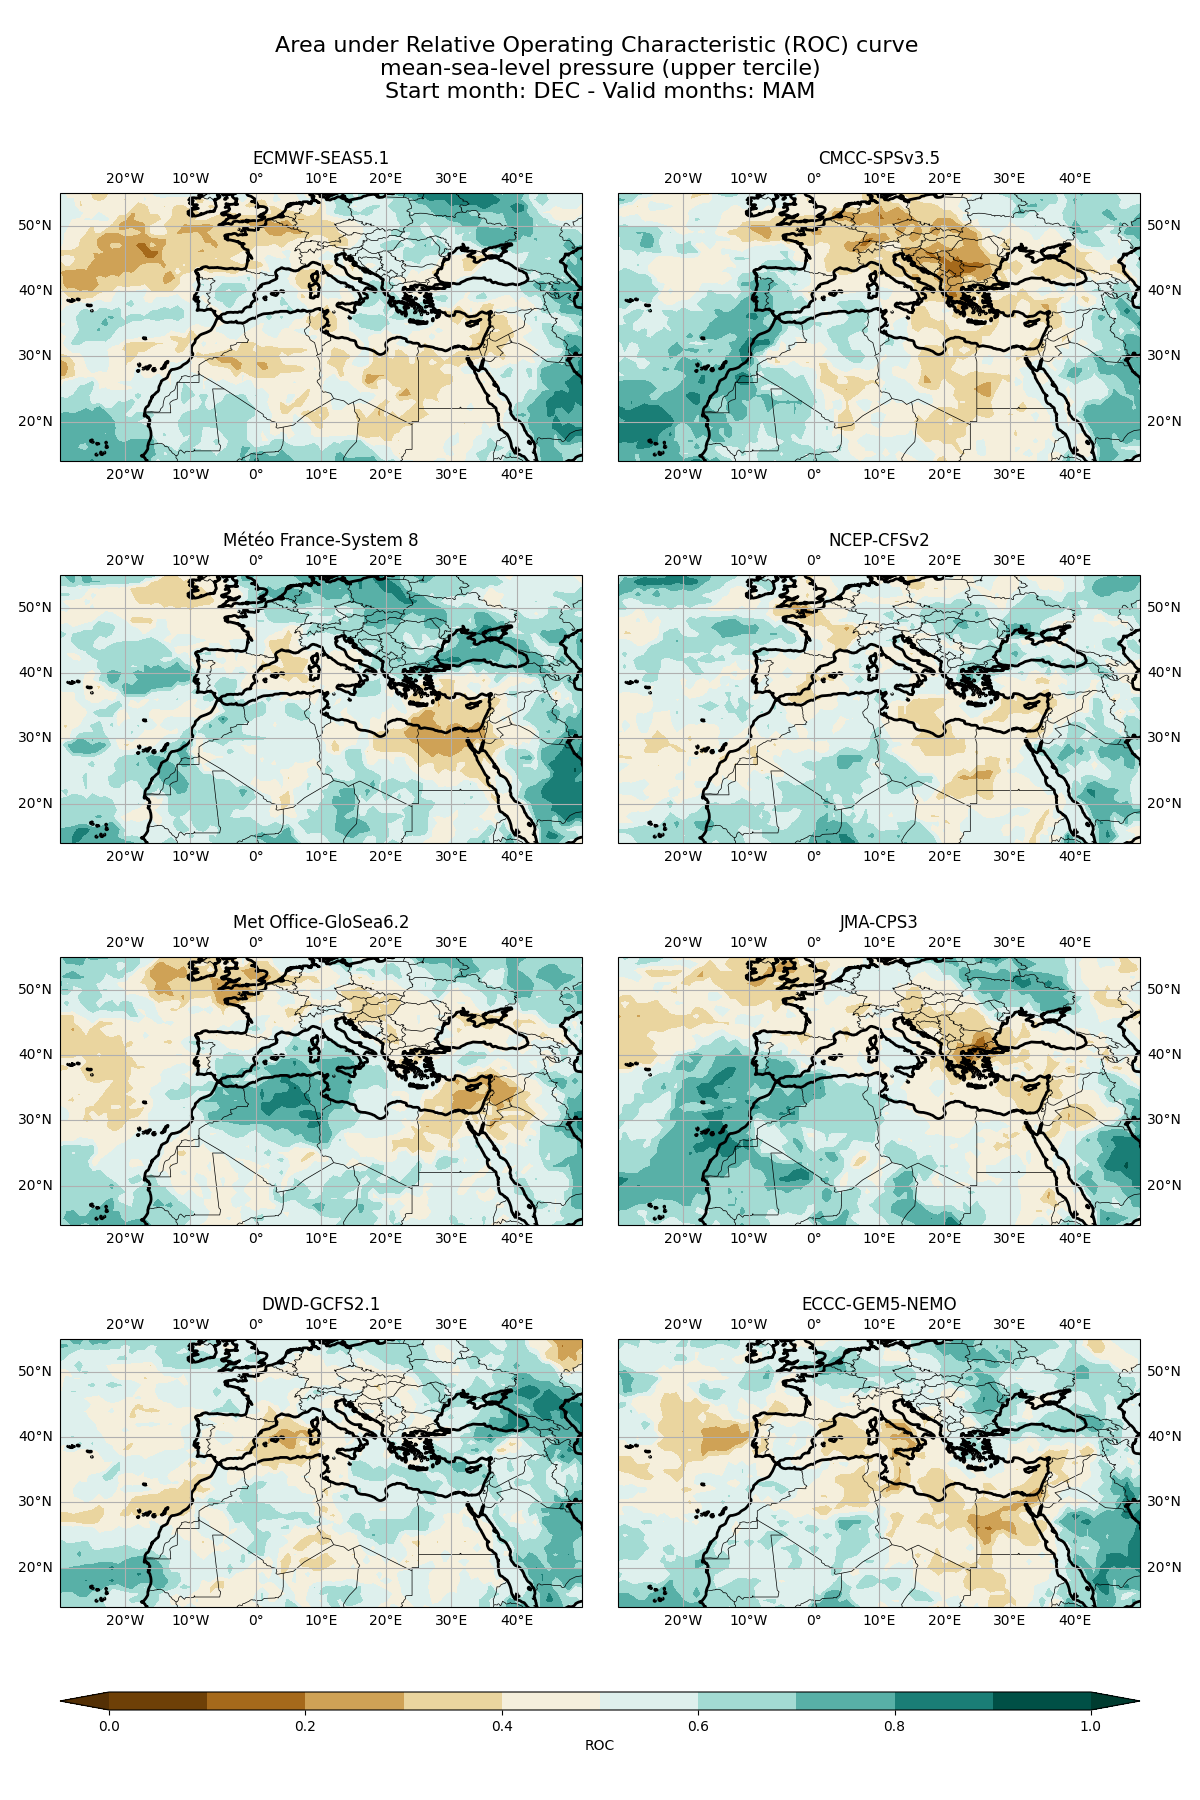 Area under Relative Operating Characteristic (ROC) curve
mean-sea-level pressure (upper tercile)
Start month: DEC - Valid months: MAM
ECMWF-SEAS5.1
20°W 10°W 0° 10°E 20°E 30°E 40°E
50°N
40°N
30°N
20°N
20°W 10°W 0° 10°E 20°E 30°E 40°E
CMCC-SPSv3.5
20°W 10°W 0° 10°E 20°E 30°E 40°E
50°N
40°N
30°N
20°N
20°W 10°W 0° 10°E 20°E 30°E 40°E
Météo France-System 8
20°W 10°W 0° 10°E 20°E 30°E 40°E
50°N
40°N
30°N
20°N
20°W 10°W 0° 10°E 20°E 30°E 40°E
NCEP-CFSv2
20°W 10°W 0° 10°E 20°E 30°E 40°E
50°N
40°N
30°N
20°N
20°W 10°W 0° 10°E 20°E 30°E 40°E
Met Office-GloSea6.2
20°W 10°W 0° 10°E 20°E 30°E 40°E
50°N
40°N
30°N
20°N
20°W 10°W 0° 10°E 20°E 30°E 40°E
JMA-CPS3
20°W 10°W 0° 10°E 20°E 30°E 40°E
50°N
40°N
30°N
20°N
20°W 10°W 0° 10°E 20°E 30°E 40°E
DWD-GCFS2.1
20°W 10°W 0° 10°E 20°E 30°E 40°E
50°N
40°N
30°N
20°N
20°W 10°W 0° 10°E 20°E 30°E 40°E
ECCC-GEM5-NEMO
20°W 10°W 0° 10°E 20°E 30°E 40°E
50°N
40°N
30°N
20°N
20°W 10°W 0° 10°E 20°E 30°E 40°E
0.0 0.2 0.4 0.6 0.8 1.0
ROC